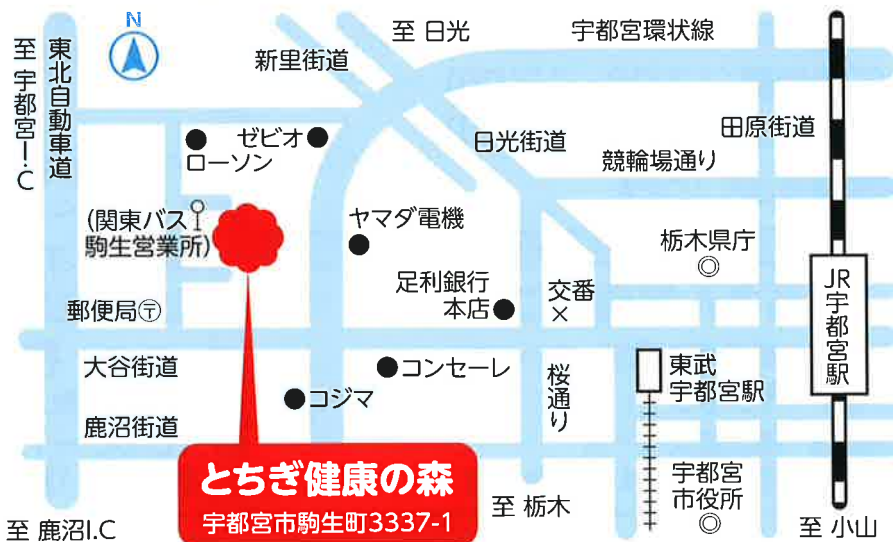 N
至 日光
宇都宮環状線
至 宇都宮I.C
東北自動車道
新里街道
田原街道
日光街道
競輪場通り
ゼビオ
ローソン
(関東バス
駒生営業所)
ヤマダ電機
栃木県庁
足利銀行
本店
交番
郵便局〒
JR宇都宮駅
大谷街道
コンセーレ
東武
宇都宮駅
桜通り
コジマ
鹿沼街道
とちぎ健康の森
宇都宮市駒生町3337-1
宇都宮
市役所
至 栃木
至 鹿沼I.C
至 小山